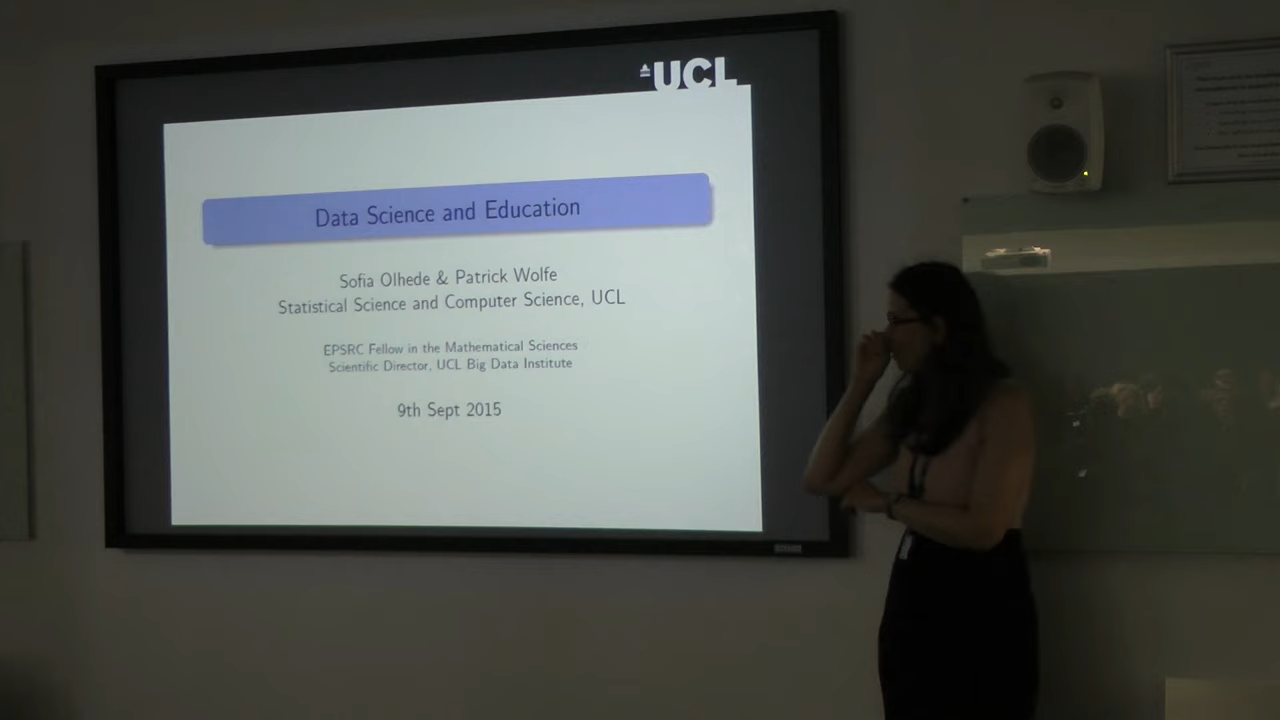 UCL
Data Science and Education
Sofia Olhede & Patrick Wolfe
Statistical Science and Computer Science, UCL
EPSRC Fellow in the Mathematical Sciences
Scientific Director, UCL Big Data Institute
9th Sept 2015